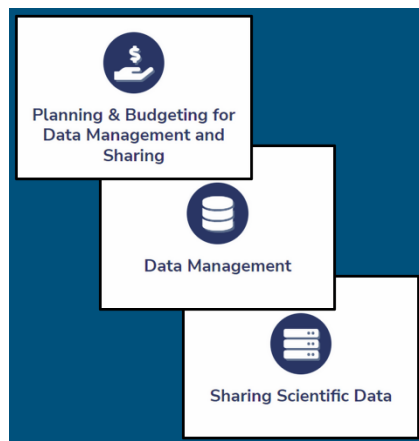 Planning & Budgeting for
Data Management and
Sharing
Data Management
Sharing Scientific Data